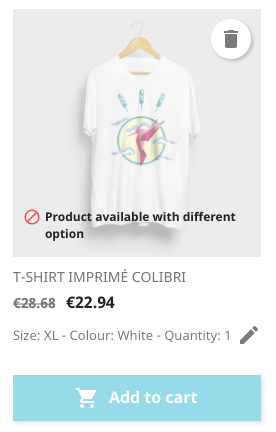 Product available with different
option
T-SHIRT IMPRIMÉ COLIBRI
€28.68 €22.94
Size: XL - Colour: White - Quantity: 1
Add to cart